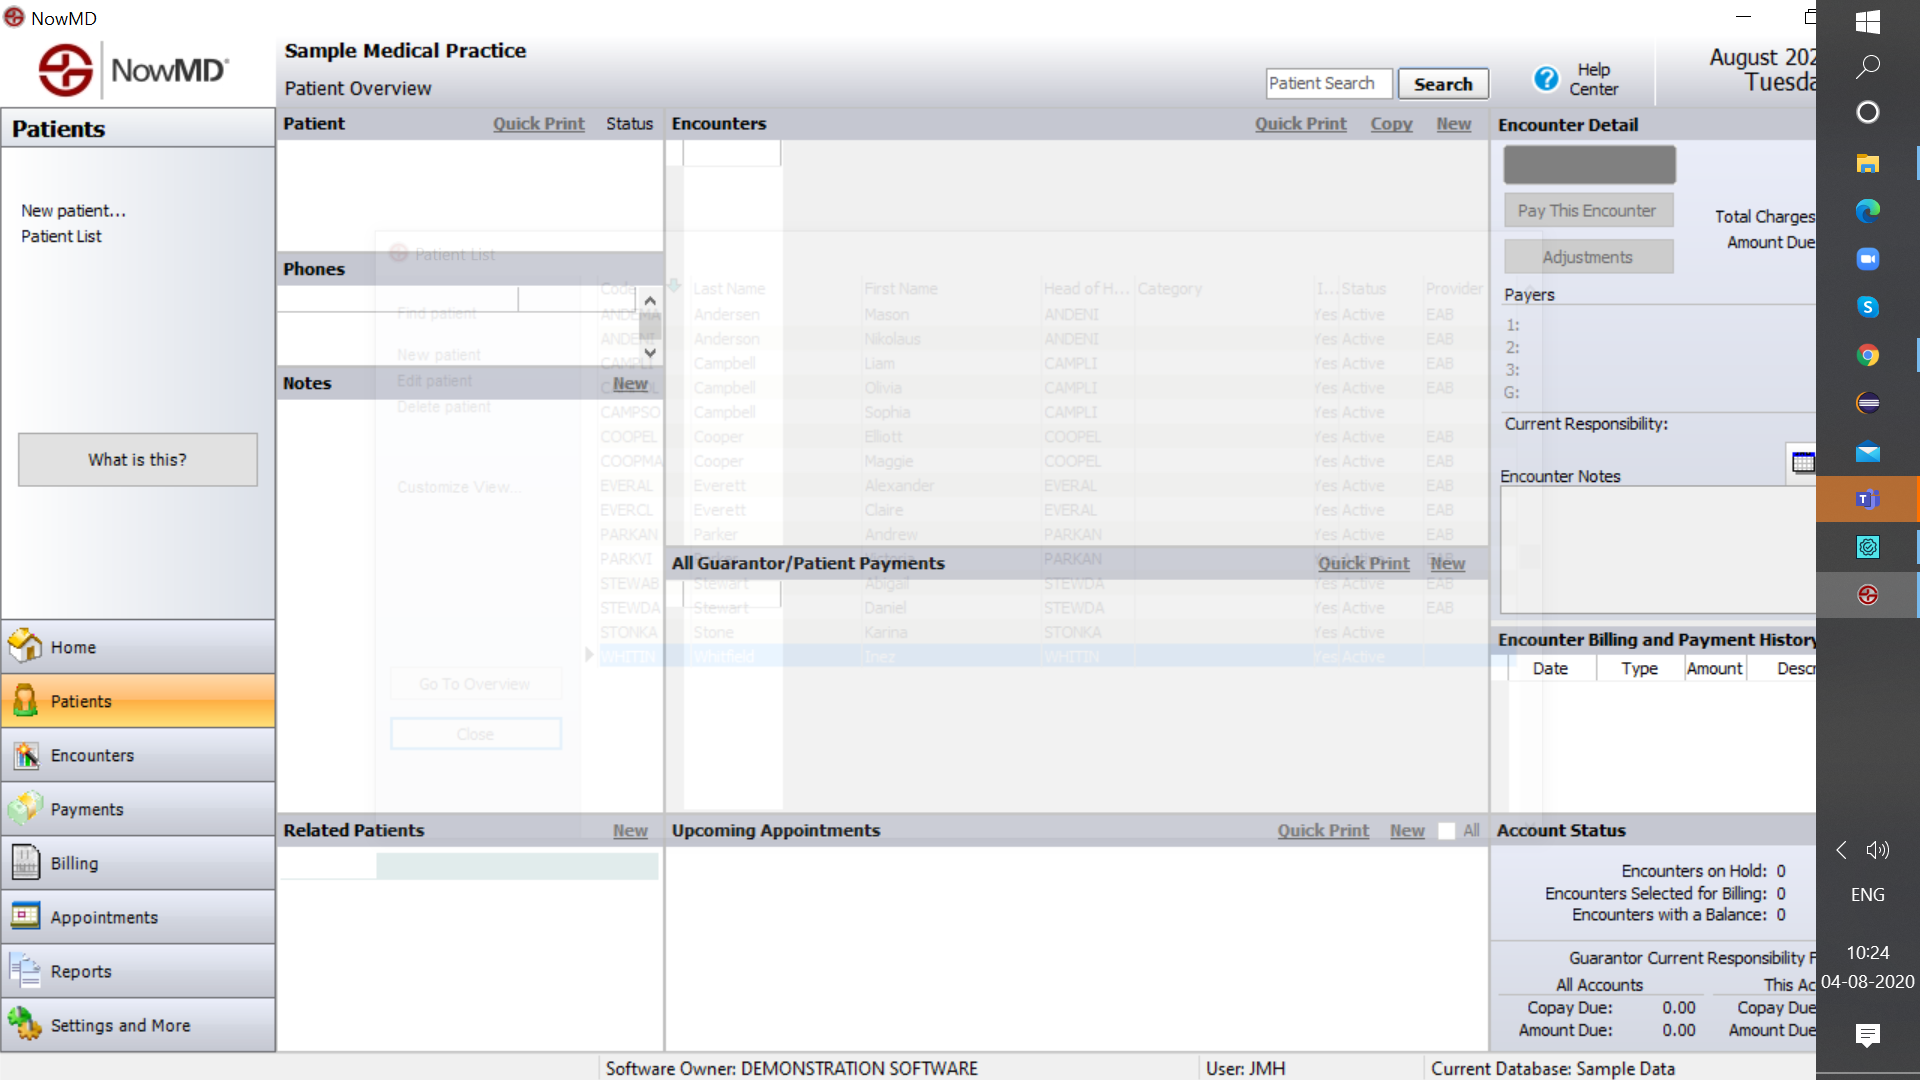 NowMD
NowMD
Sample Medical Practice
Patient Overview
Patient Search
Search
Help
Center
August 202
Tuesda
Patients
New patient...
Patient List
What is this?
Home
Patients
Encounters
Payments
Billing
Appointments
Reports
Settings and More
Patient Quick Print Status
Phones
Notes New
Related Patients New
Encounters Quick Print Copy New
All Guarantor/Patient Payments Quick Print New
Upcoming Appointments Quick Print New All
Patient List
Find patient
New patient
Edit patient
Delete patient
Customize View...
Go To Overview
Close
Code Last Name First Name Head of H... Category I... Status Provider
ANDEMA Andersen Mason ANDENI Yes Active EAB
ANDENI Anderson Nikolaus ANDENI Yes Active EAB
CAMPLI Campbell Liam CAMPLI Yes Active EAB
Campbell Olivia CAMPLI Yes Active EAB
CAMPSO Campbell Sophia CAMPLI Yes Active
COOPEL Cooper Elliott COOPEL Yes Active EAB
COOPMA Cooper Maggie COOPEL Yes Active EAB
EVERAL Everett Alexander EVERAL Yes Active EAB
EVERCL Everett Claire EVERAL Yes Active EAB
PARKAN Parker Andrew PARKAN Yes Active EAB
PARKVI Parker Victoria PARKAN Yes Active EAB
STEWAB Stewart Abigail STEWDA Yes Active EAB
STEWDA Stewart Daniel STEWDA Yes Active EAB
STONKA Stone Karina STONKA Yes Active
WHITIN Whitfield Inez WHITIN Yes Active
Encounter Detail
Pay This Encounter
Adjustments
Total Charges
Amount Due
Payers
1:
2:
3:
G:
Current Responsibility:
Encounter Notes
Encounter Billing and Payment History
Date Type Amount Descr
Account Status
Encounters on Hold: 0
Encounters Selected for Billing: 0
Encounters with a Balance: 0
Guarantor Current Responsibility F
All Accounts This Ac
Copay Due: 0.00 Copay Due
Amount Due: 0.00 Amount Due
Software Owner: DEMONSTRATION SOFTWARE User: JMH Current Database: Sample Data
ENG
10:24
04-08-2020